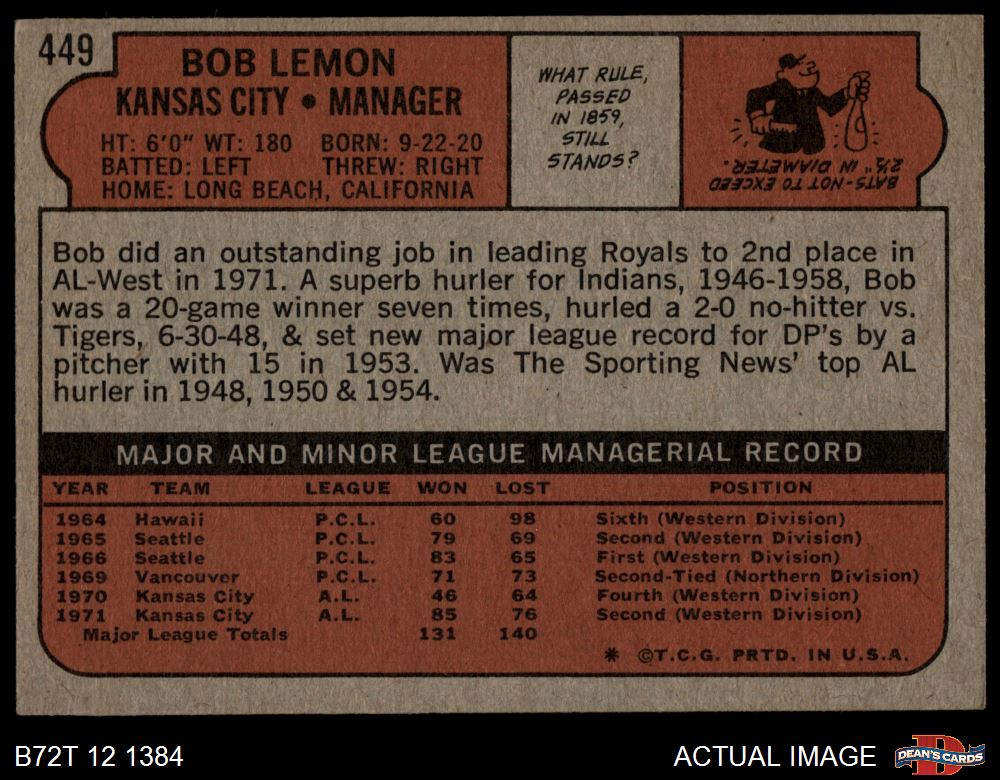 449
BOB LEMON
KANSAS CITY • MANAGER
HT: 6'0" WT: 180 BORN: 9-22-20
BATTED: LEFT THREW: RIGHT
HOME: LONG BEACH, CALIFORNIA
WHAT RULE,
PASSED
IN 1859,
STILL
STANDS?
BATS-NOT TO EXCEED
2½" IN DIAMETER.
Bob did an outstanding job in leading Royals to 2nd place in
AL-West in 1971. A superb hurler for Indians, 1946-1958, Bob
was a 20-game winner seven times, hurled a 2-0 no-hitter vs.
Tigers, 6-30-48, & set new major league record for DP's by a
pitcher with 15 in 1953. Was The Sporting News' top AL
hurler in 1948, 1950 & 1954.
MAJOR AND MINOR LEAGUE MANAGERIAL RECORD
YEAR TEAM LEAGUE WON LOST POSITION
1964 Hawaii P.C.L. 60 98 Sixth (Western Division)
1965 Seattle P.C.L. 79 69 Second (Western Division)
1966 Seattle P.C.L. 83 65 First (Western Division)
1969 Vancouver P.C.L. 71 73 Second-Tied (Northern Division)
1970 Kansas City A.L. 46 64 Fourth (Western Division)
1971 Kansas City A.L. 85 76 Second (Western Division)
Major League Totals 131 140
* ©T.C.G. PRTD. IN U.S.A.
B72T 12 1384
ACTUAL IMAGE
D
DEAN'S CARDS